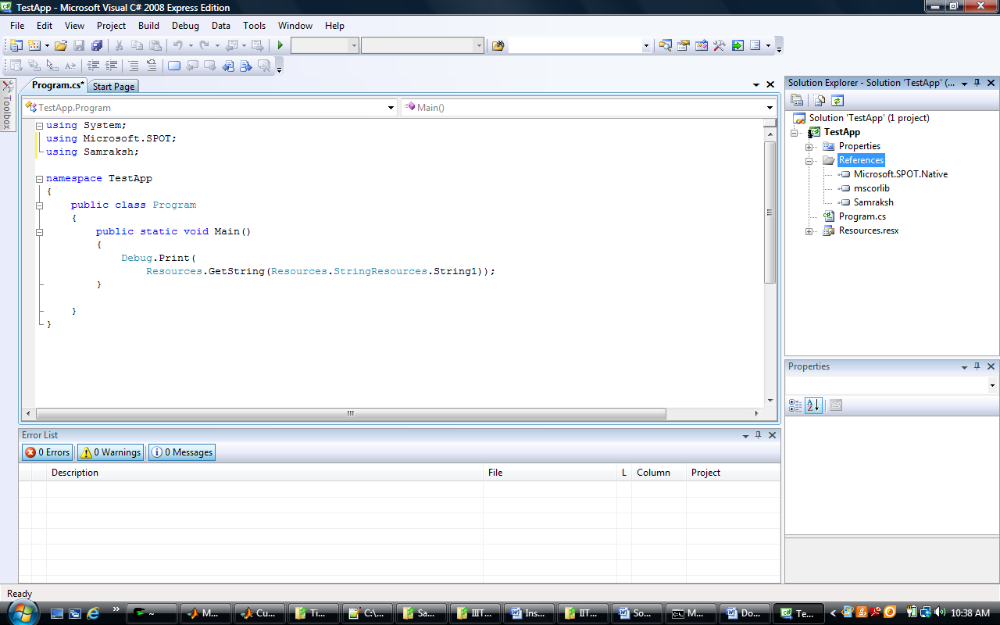 TestApp - Microsoft Visual C# 2008 Express Edition
File Edit View Project Build Debug Data Tools Window Help
Program.cs* Start Page
Toolbox
TestApp.Program Main()
using System;
using Microsoft.SPOT;
using Samraksh;
namespace TestApp
{
public class Program
{
public static void Main()
{
Debug.Print(
Resources.GetString(Resources.StringResources.String1));
}
}
}
Solution Explorer - Solution 'TestApp' (...
Solution 'TestApp' (1 project)
TestApp
Properties
References
Microsoft.SPOT.Native
mscorlib
Samraksh
Program.cs
Resources.resx
Properties
Error List
0 Errors 0 Warnings 0 Messages
Description File L Column Project
Ready
~ M... Cu... Ti... C:\... Sa... IIIT... Ins... IIT... So... M... Do... Te... 10:38 AM